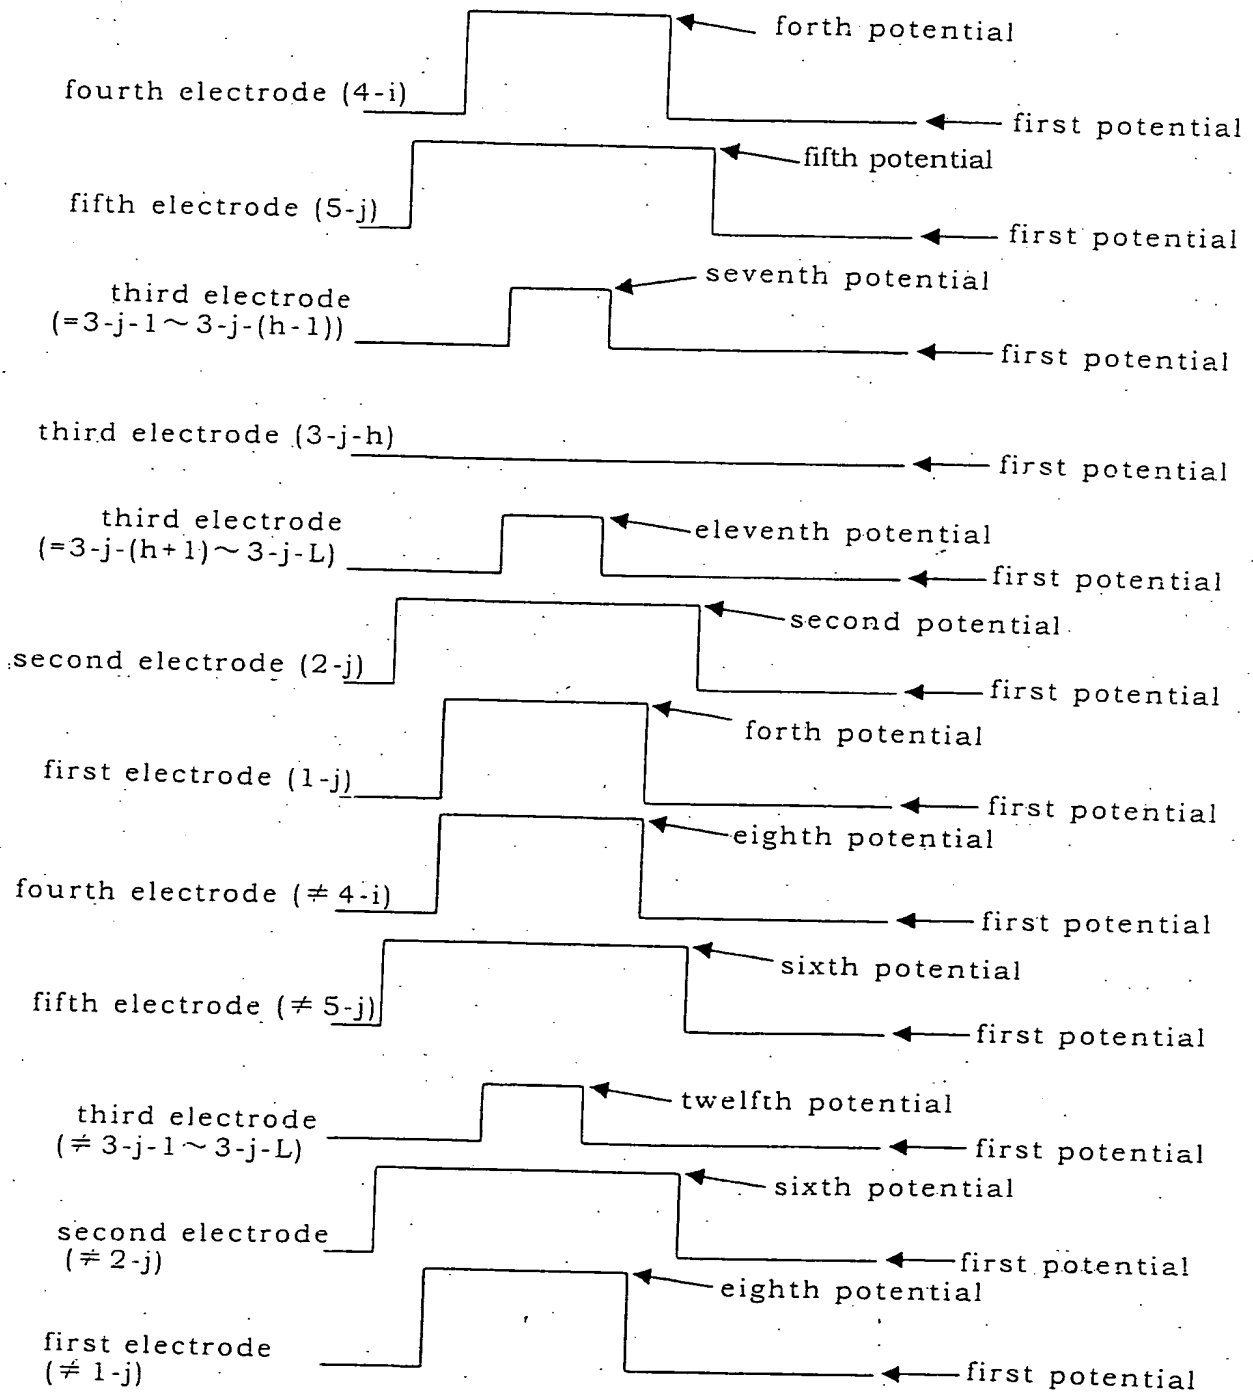 forth potential
fourth electrode (4-i)
first potential
fifth potential
fifth electrode (5-j)
first potential
seventh potential
third electrode
(=3-j-1~3-j-(h-1))
first potential
third electrode (3-j-h)
first potential
third electrode
(=3-j-(h+1)~3-j-L)
eleventh potential
first potential
second potential
second electrode (2-j)
first potential
forth potential
first electrode (1-j)
first potential
eighth potential
fourth electrode (≠4-i)
first potential
sixth potential
fifth electrode (≠5-j)
first potential
twelfth potential
third electrode
(≠3-j-1~3-j-L)
first potential
sixth potential
second electrode
(≠2-j)
first potential
eighth potential
first electrode
(≠1-j)
first potential